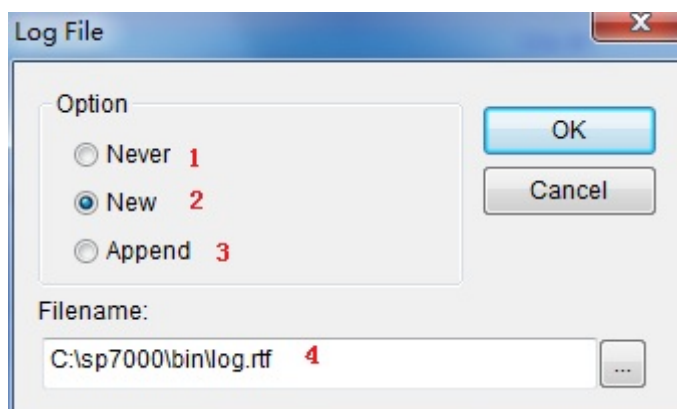 Log File
X
Option
OK
Never 1
New 2
Cancel
Append 3
Filename:
C:\sp7000\bin\log.rtf 4
...